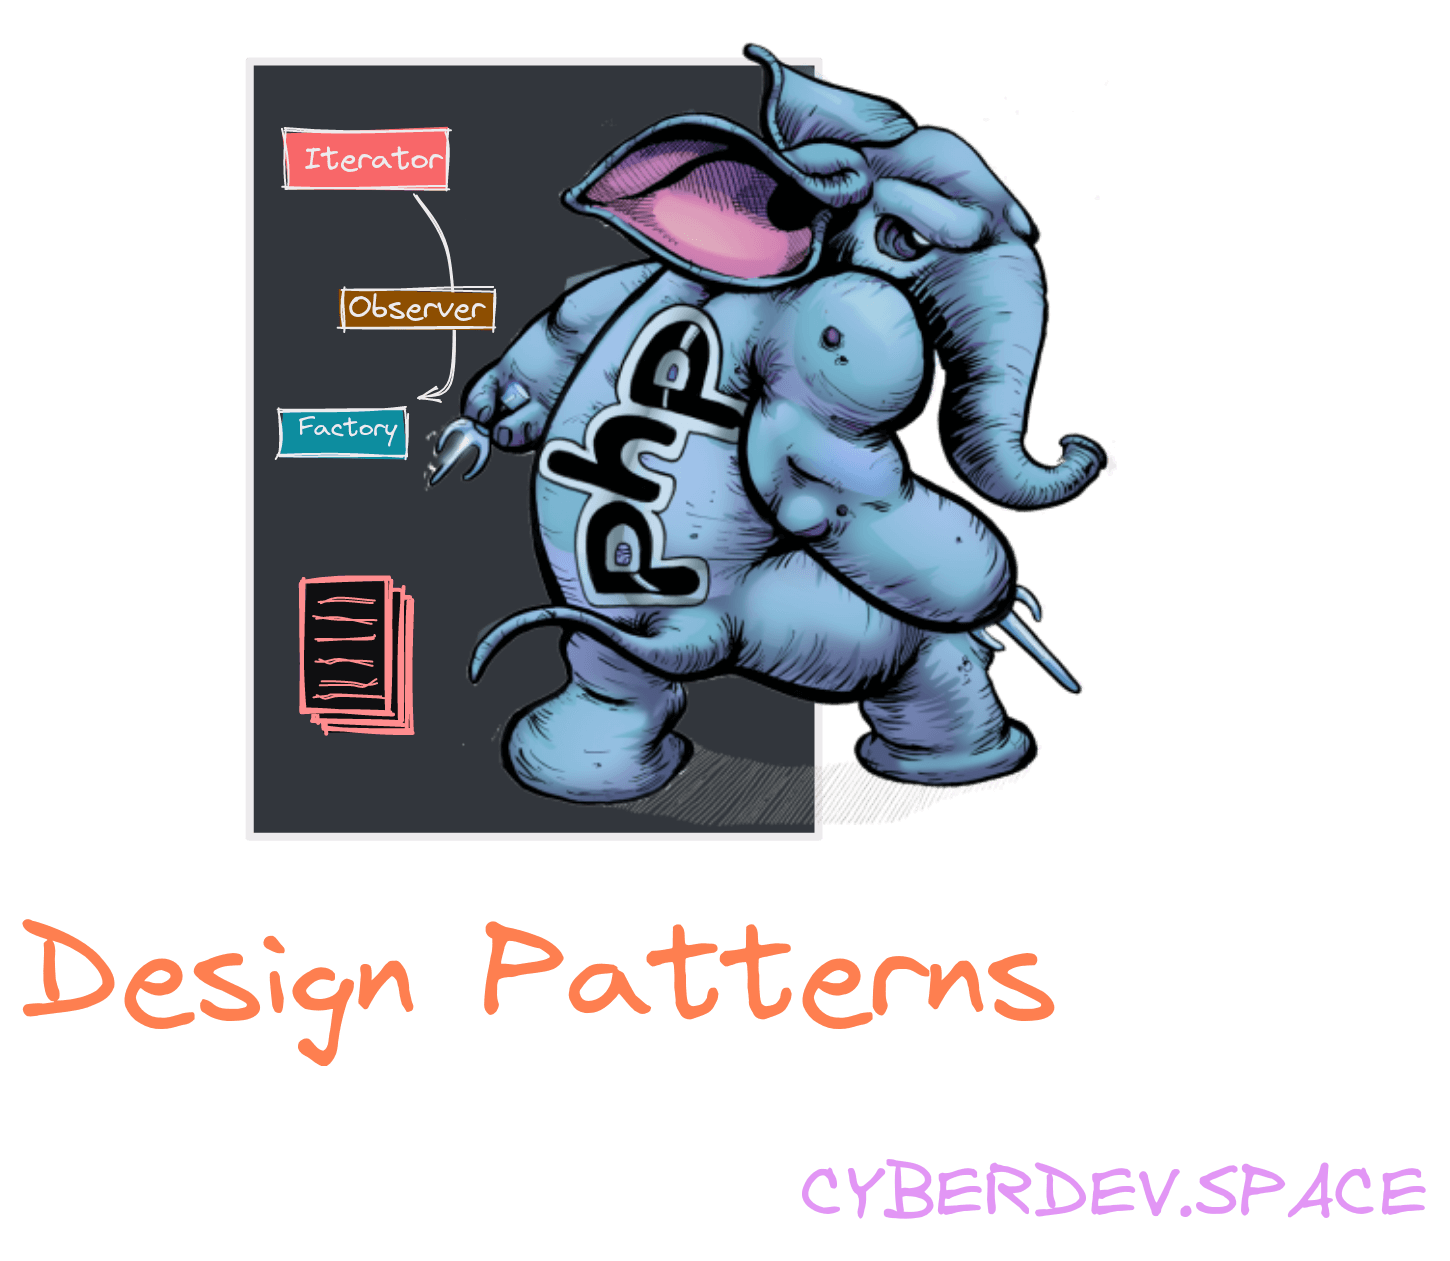 Iterator
Observer
Factory
php
Design Patterns
CYBERDEV.SPACE